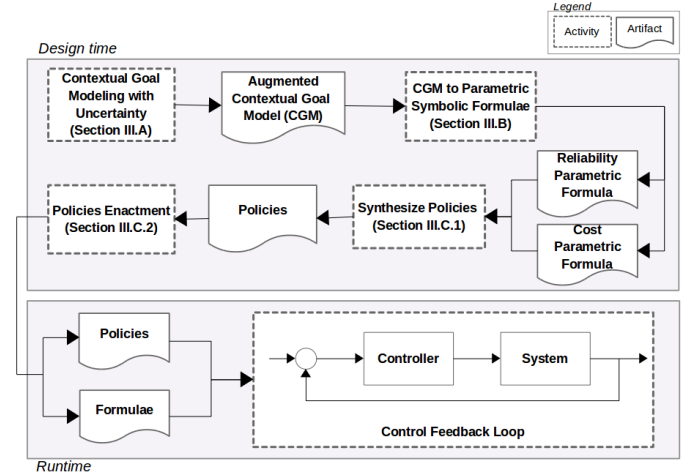 Legend
Activity
Artifact
Design time
Contextual Goal
Modeling with
Uncertainty
(Section III.A)
Augmented
Contextual Goal
Model (CGM)
CGM to Parametric
Symbolic Formulae
(Section III.B)
Reliability
Parametric
Formula
Policies Enactment
(Section III.C.2)
Policies
Synthesize Policies
(Section III.C.1)
Cost
Parametric
Formula
Policies
Formulae
Controller
System
Control Feedback Loop
Runtime